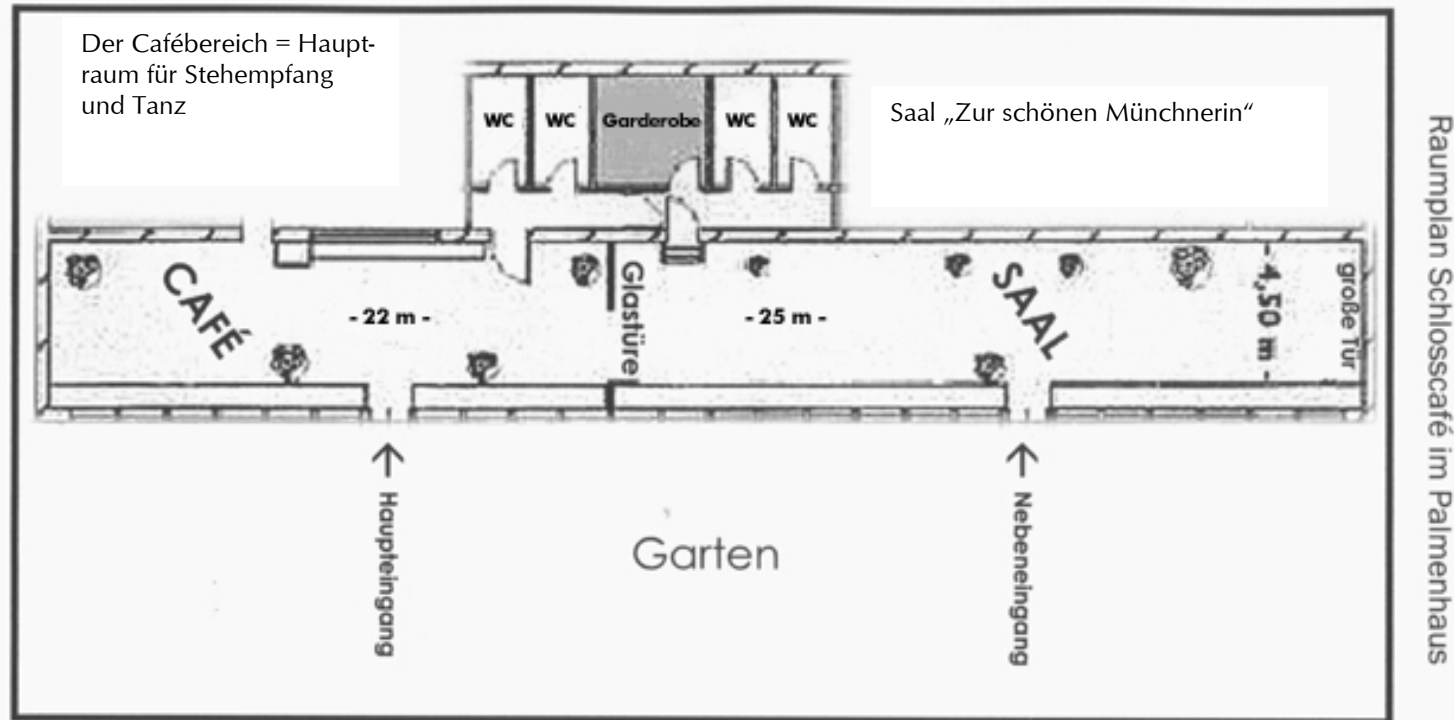 Der Cafébereich = Haupt-
raum für Stehempfang
und Tanz
Saal „Zur schönen Münchnerin“
WC
WC
Garderobe
WC
WC
CAFÉ
- 22 m -
Glastüre
- 25 m -
SAAL
- 4,50 m -
große Tür
Haupteingang
Garten
Nebeneingang
Raumplan Schlosscafé im Palmenhaus